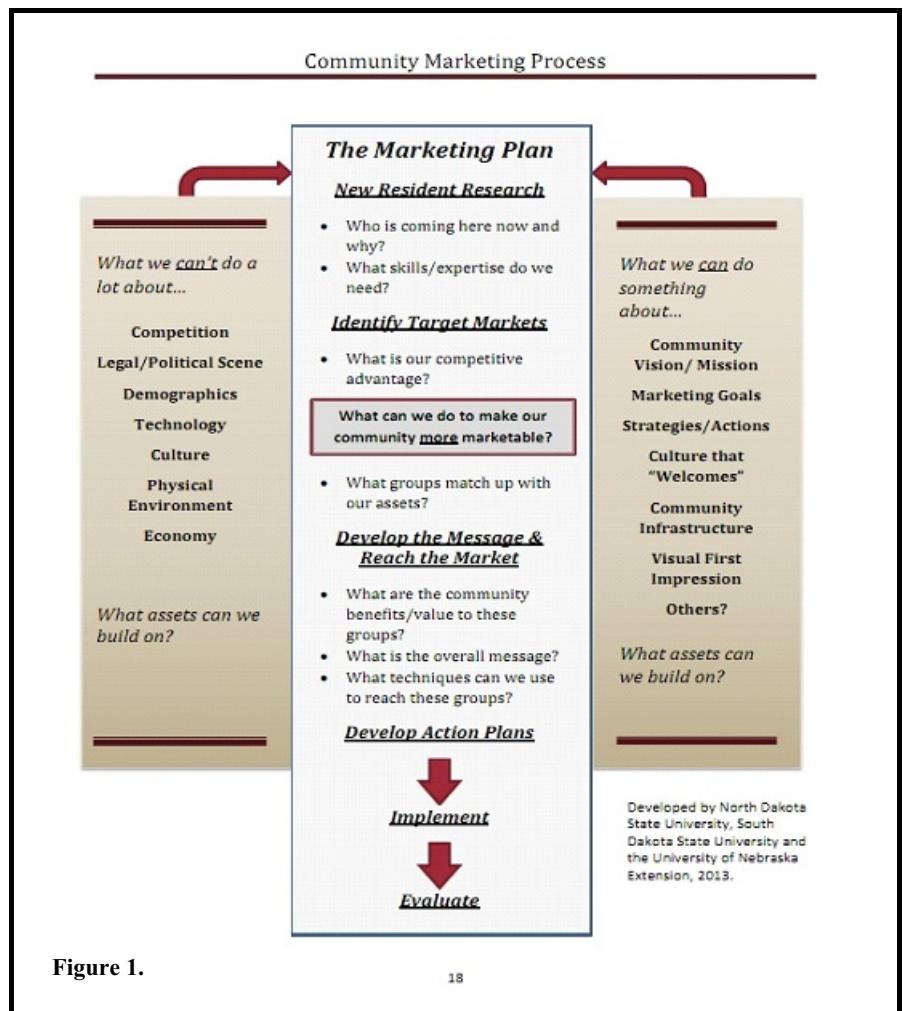 Community Marketing Process
What we can't do a
lot about...
Competition
Legal/Political Scene
Demographics
Technology
Culture
Physical
Environment
Economy
What assets can we
build on?
The Marketing Plan
New Resident Research
• Who is coming here now and
why?
• What skills/expertise do we
need?
Identify Target Markets
• What is our competitive
advantage?
What can we do to make our
community more marketable?
• What groups match up with
our assets?
Develop the Message &
Reach the Market
• What are the community
benefits/value to these
groups?
• What is the overall message?
• What techniques can we use
to reach these groups?
Develop Action Plans
Implement
Evaluate
What we can do
something
about...
Community
Vision/ Mission
Marketing Goals
Strategies/Actions
Culture that
"Welcomes"
Community
Infrastructure
Visual First
Impression
Others?
What assets can
we build on?
Developed by North Dakota
State University, South
Dakota State University and
the University of Nebraska
Extension, 2013.
Figure 1.
18